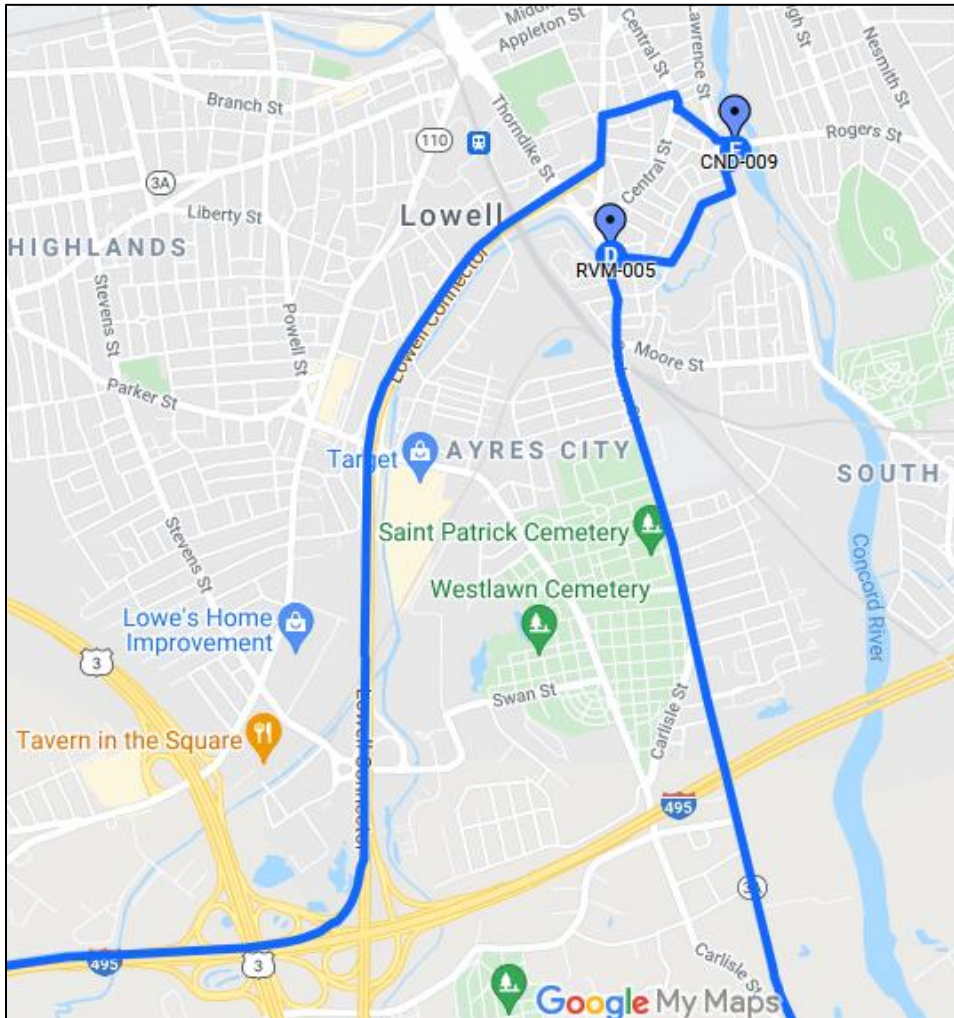 Middl
Appleton St
Central St
Lawrence St
gh St
Nesmith St
Branch St
Thorndike St
110
Rogers St
CND-009
3A
Central St
Liberty St
Lowell
HIGHLANDS
D
RVM-005
Stevens St
Powell St
Lowell Connector
Moore St
Parker St
Target
AYRES CITY
SOUTH
Saint Patrick Cemetery
Stevens St
Westlawn Cemetery
Concord River
Lowe's Home
Improvement
3
Swan St
Lowell Connector
Carlisle St
Tavern in the Square
495
495
3
Carlisle St
Google My Maps